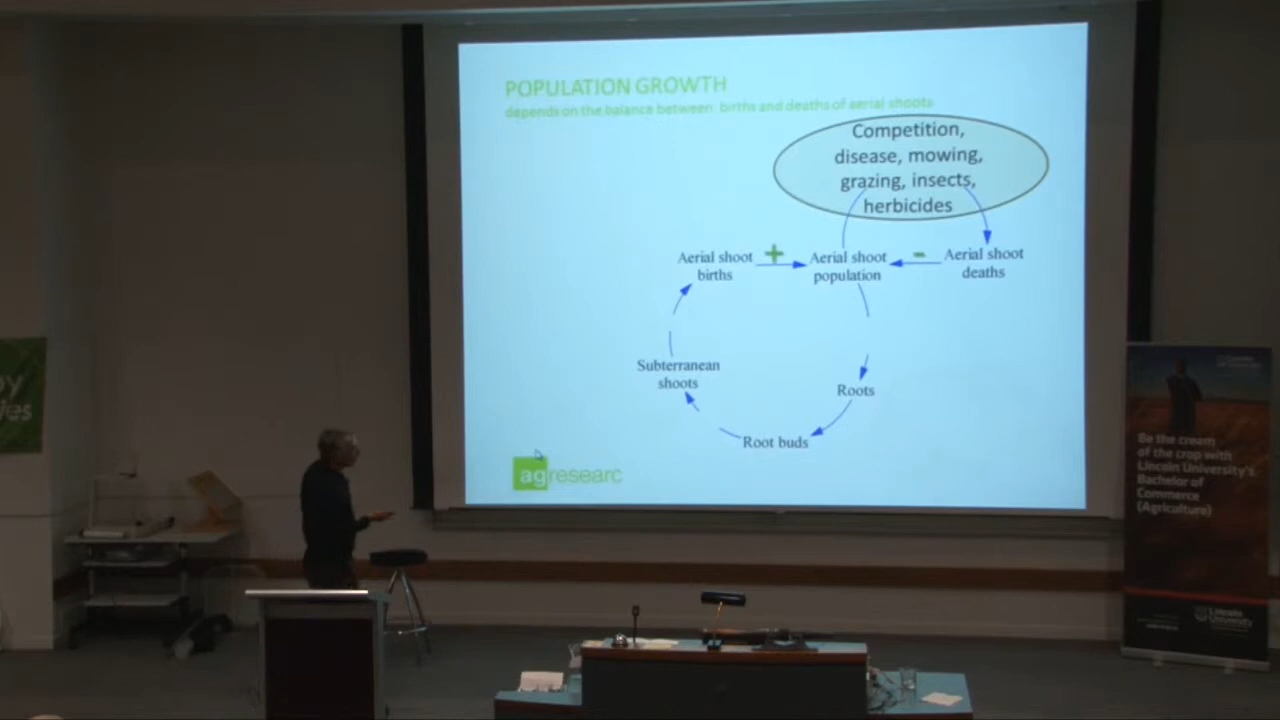 POPULATION GROWTH
depends on the balance between births and deaths of aerial shoots
Competition,
disease, mowing,
grazing, insects,
herbicides
Aerial shoot
births
+
Aerial shoot
population
-
Aerial shoot
deaths
Subterranean
shoots
Roots
Root buds
agresearc
Be the cream
of the crop with
Lincoln University's
Bachelor of
Commerce
(Agriculture)
Lincoln
University